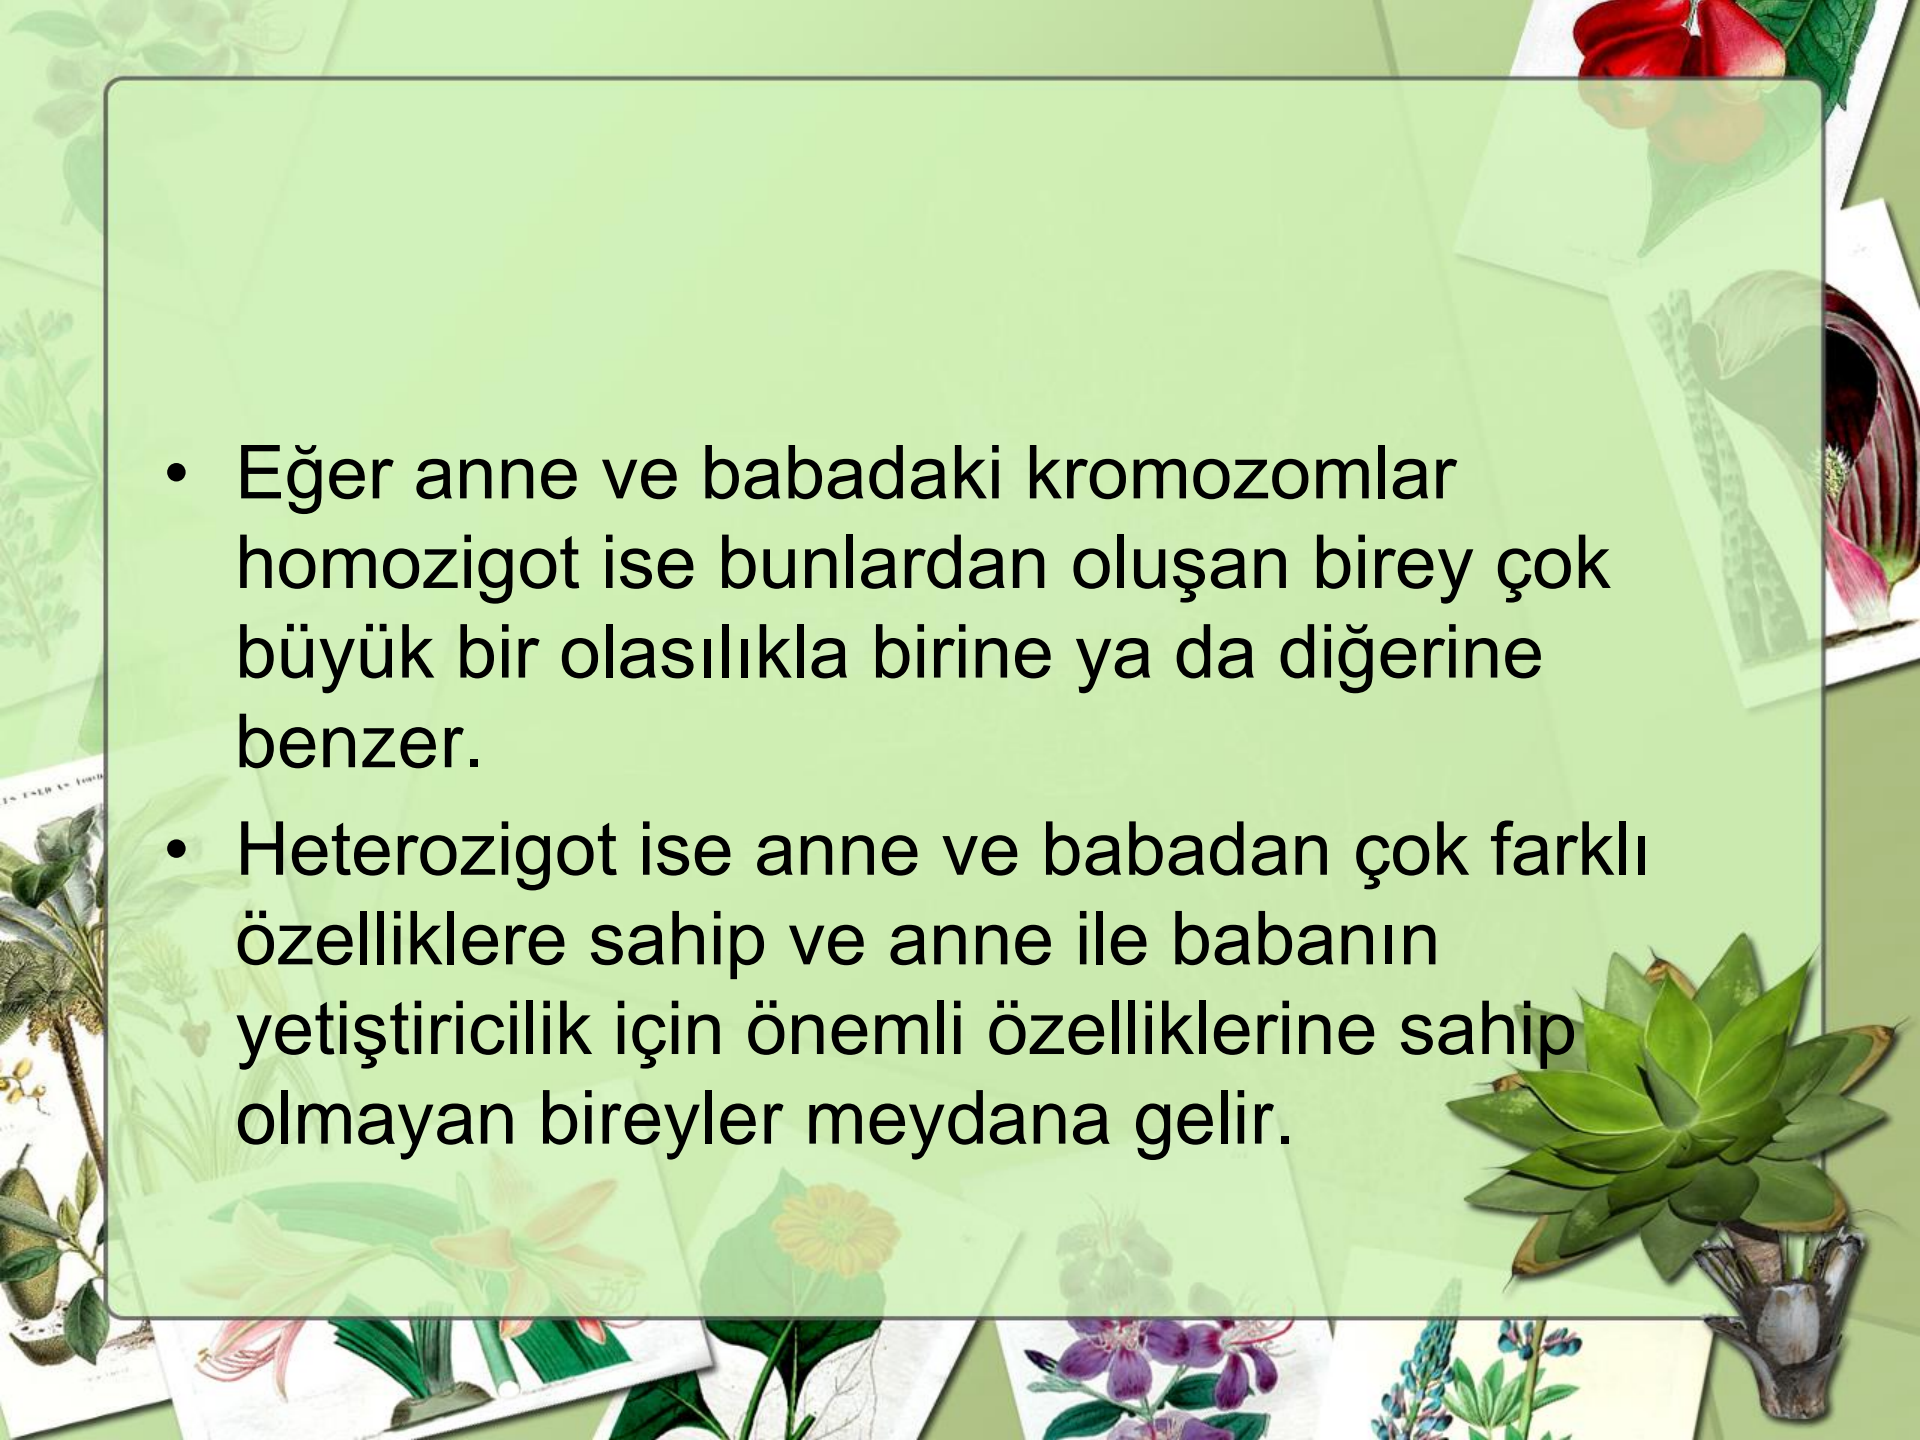 • Eğer anne ve babadaki kromozomlar
homozigot ise bunlardan oluşan birey çok
büyük bir olasılıkla birine ya da diğerine
benzer.
• Heterozigot ise anne ve babadan çok farklı
özelliklere sahip ve anne ile babanın
yetiştiricilik için önemli özelliklerine sahip
olmayan bireyler meydana gelir.